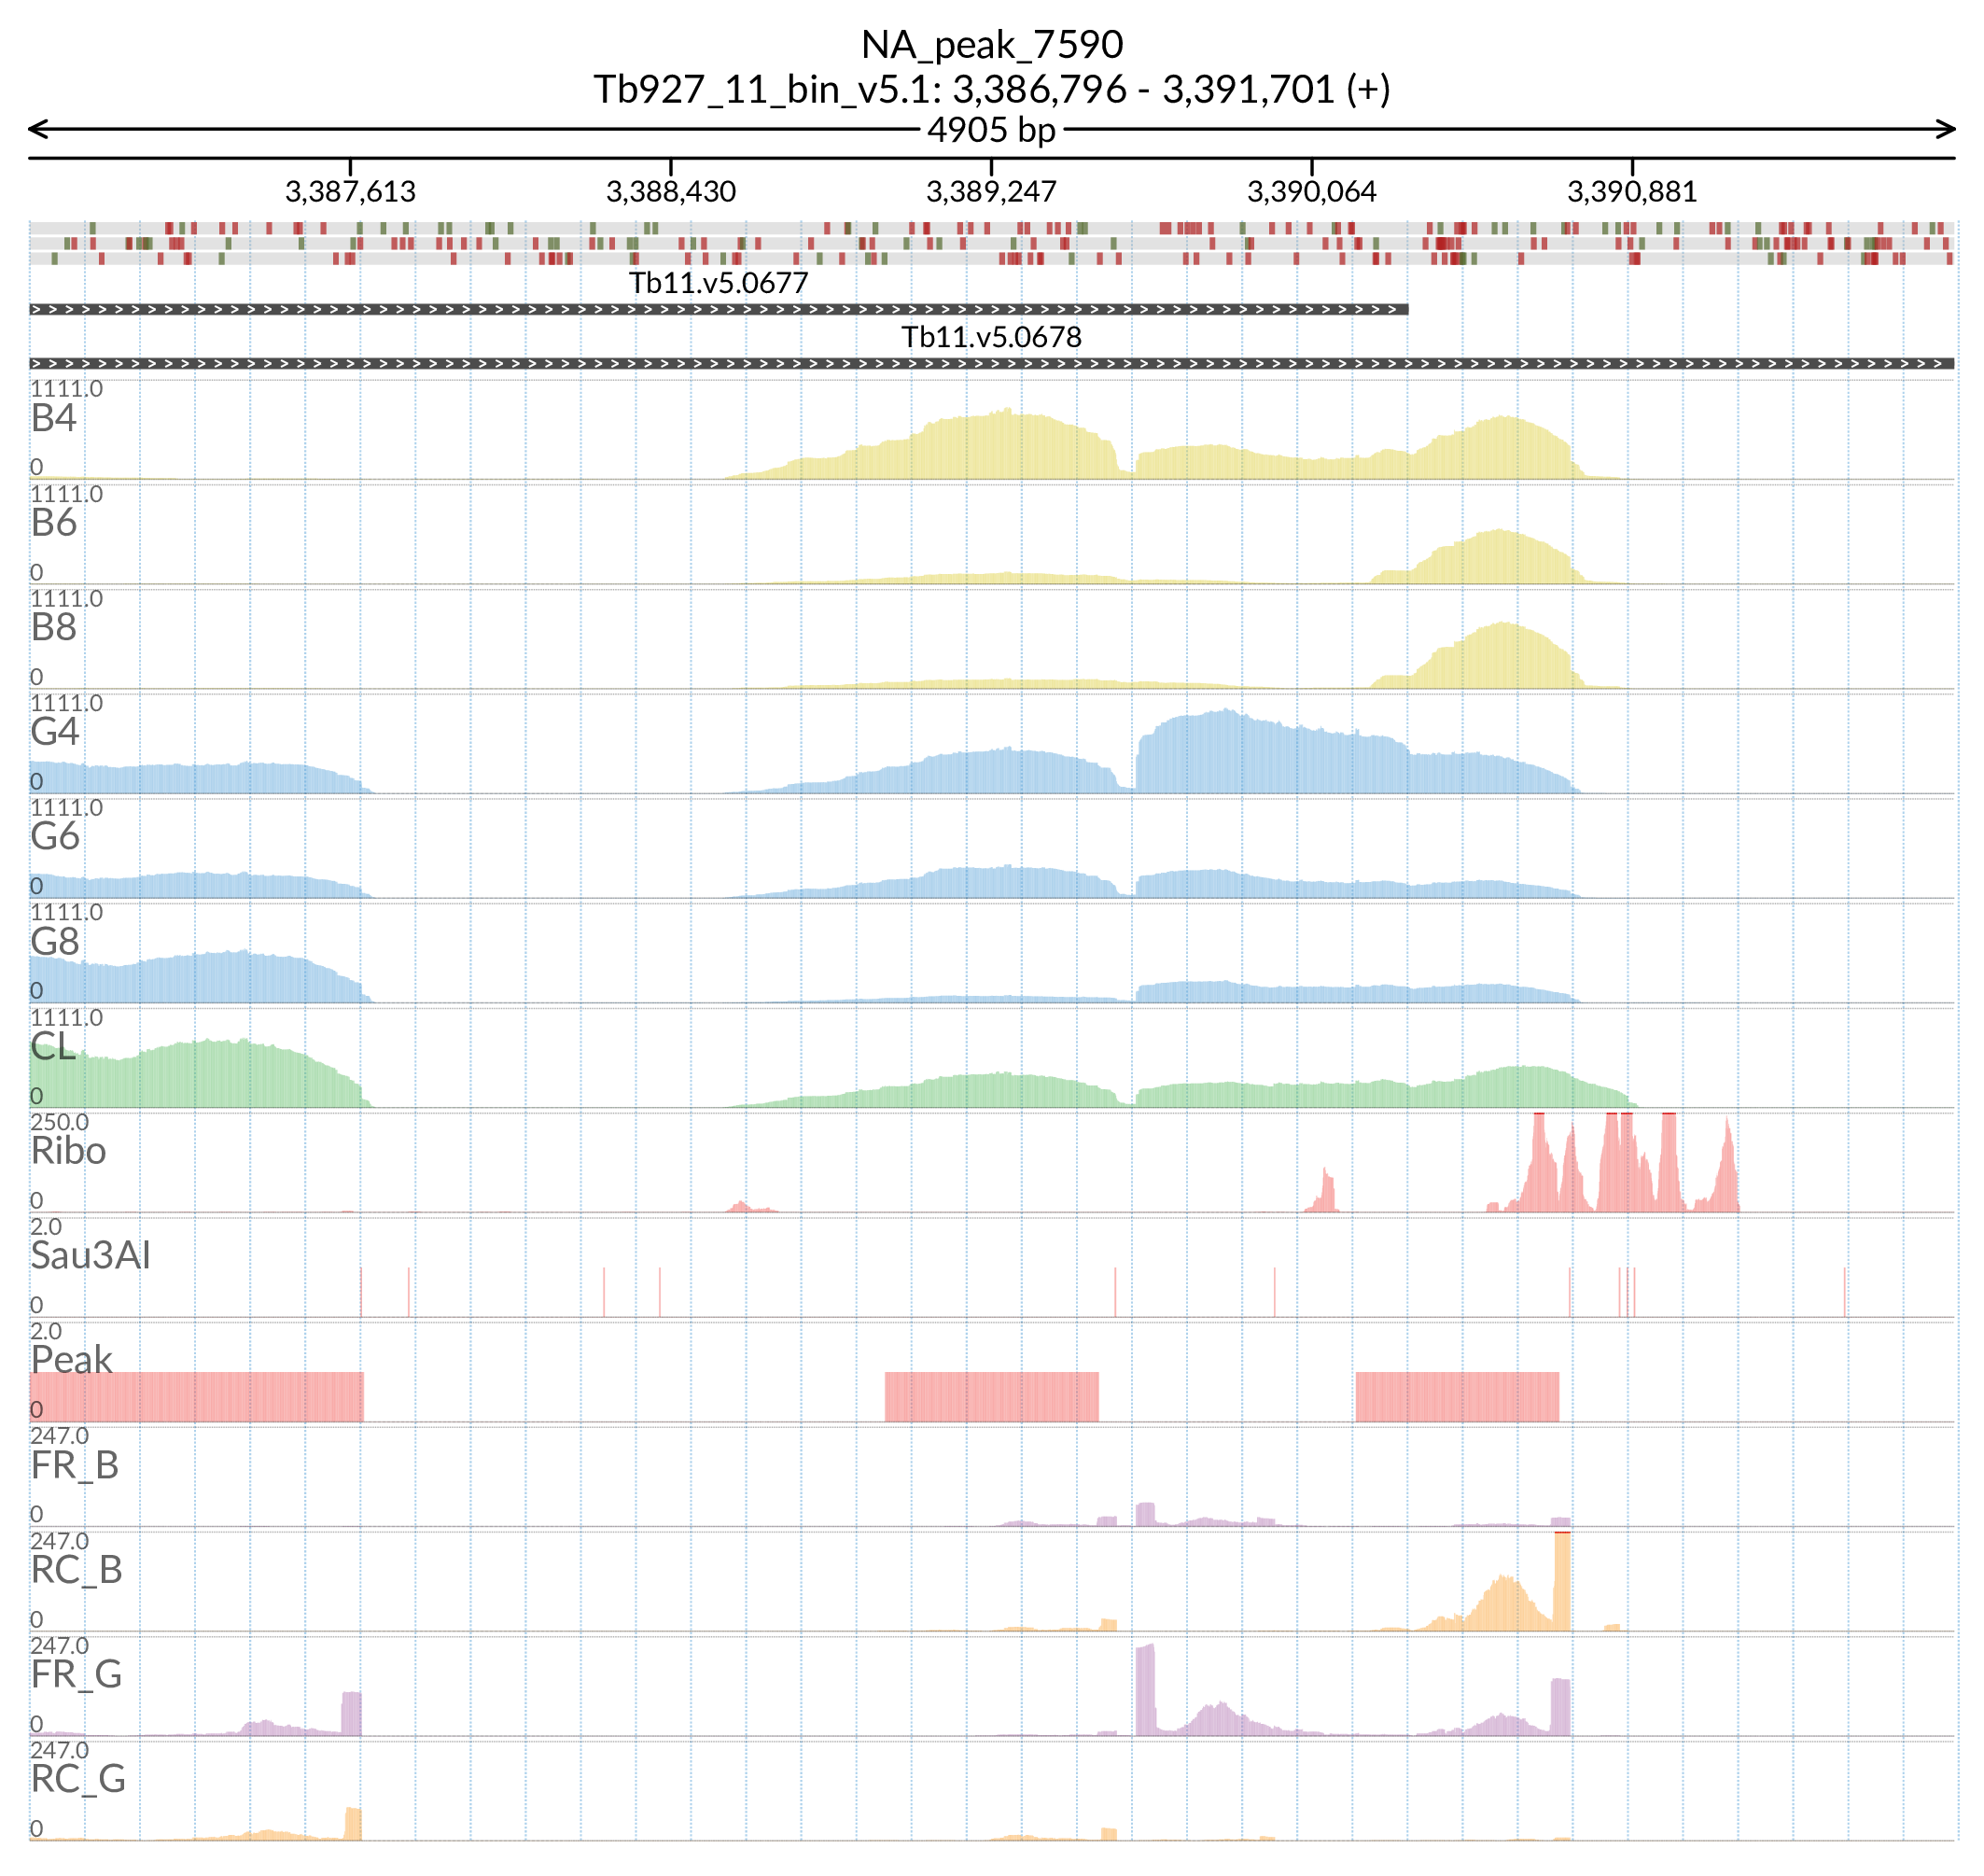 NA_peak_7590
Tb927_11_bin_v5.1: 3,386,796 - 3,391,701 (+)
4905 bp
3,387,613 3,388,430 3,389,247 3,390,064 3,390,881
Tb11.v5.0677
Tb11.v5.0678
1111.0
B4
0
1111.0
B6
0
1111.0
B8
0
1111.0
G4
0
1111.0
G6
0
1111.0
G8
0
1111.0
CL
0
250.0
Ribo
0
2.0
Sau3AI
0
2.0
Peak
0
247.0
FR_B
0
247.0
RC_B
0
247.0
FR_G
0
247.0
RC_G
0